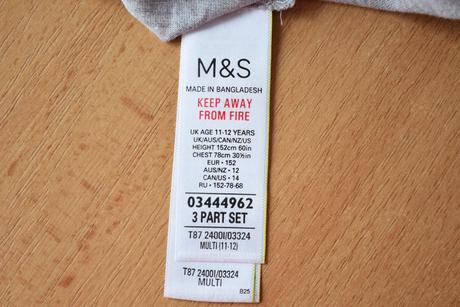 M&S
MADE IN BANGLADESH
KEEP AWAY
FROM FIRE
UK AGE 11-12 YEARS
UK/AUS/CAN/NZ/US
HEIGHT 152cm 60in
CHEST 78cm 30½in
EUR • 152
AUS/NZ • 12
CAN/US • 14
RU • 152-78-68
03444962
3 PART SET
T87 2400I/03324
MULTI (11-12)
T87 2400I/03324
MULTI
B25